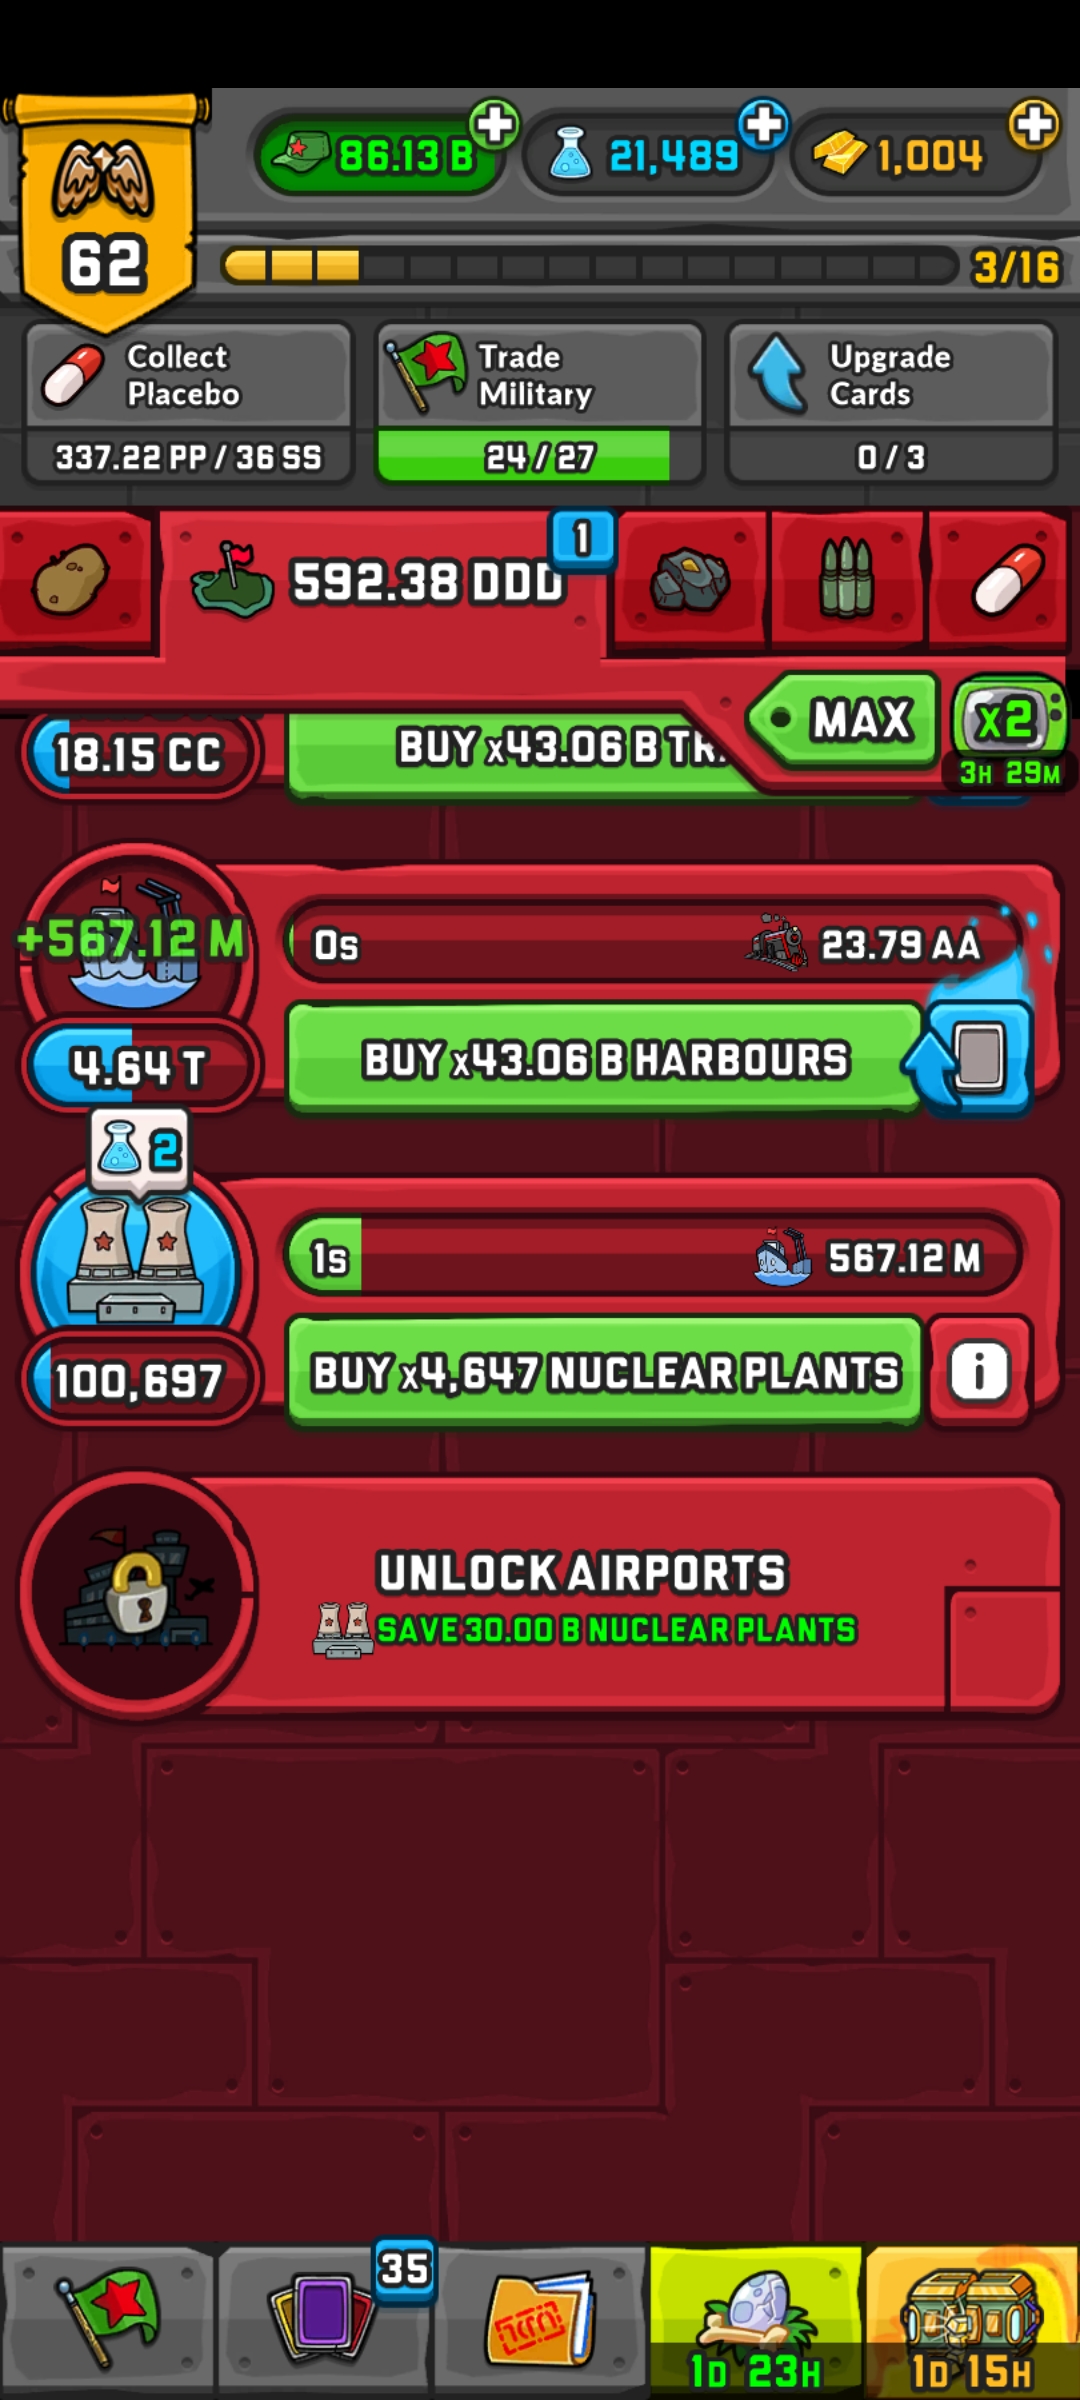 86.13 B
21,489
1,004
62
3/16
Collect
Placebo
337.22 PP / 36 SS
Trade
Military
24 / 27
Upgrade
Cards
0 / 3
592.38 DDD
1
MAX
x2
3H 29M
18.15 CC
BUY x43.06 B
+567.12 M
0s
23.79 AA
4.64 T
BUY x43.06 B HARBOURS
2
1s
567.12 M
100,697
BUY x4,647 NUCLEAR PLANTS
i
UNLOCK AIRPORTS
SAVE 30.00 B NUCLEAR PLANTS
35
1D 23H
1D 15H